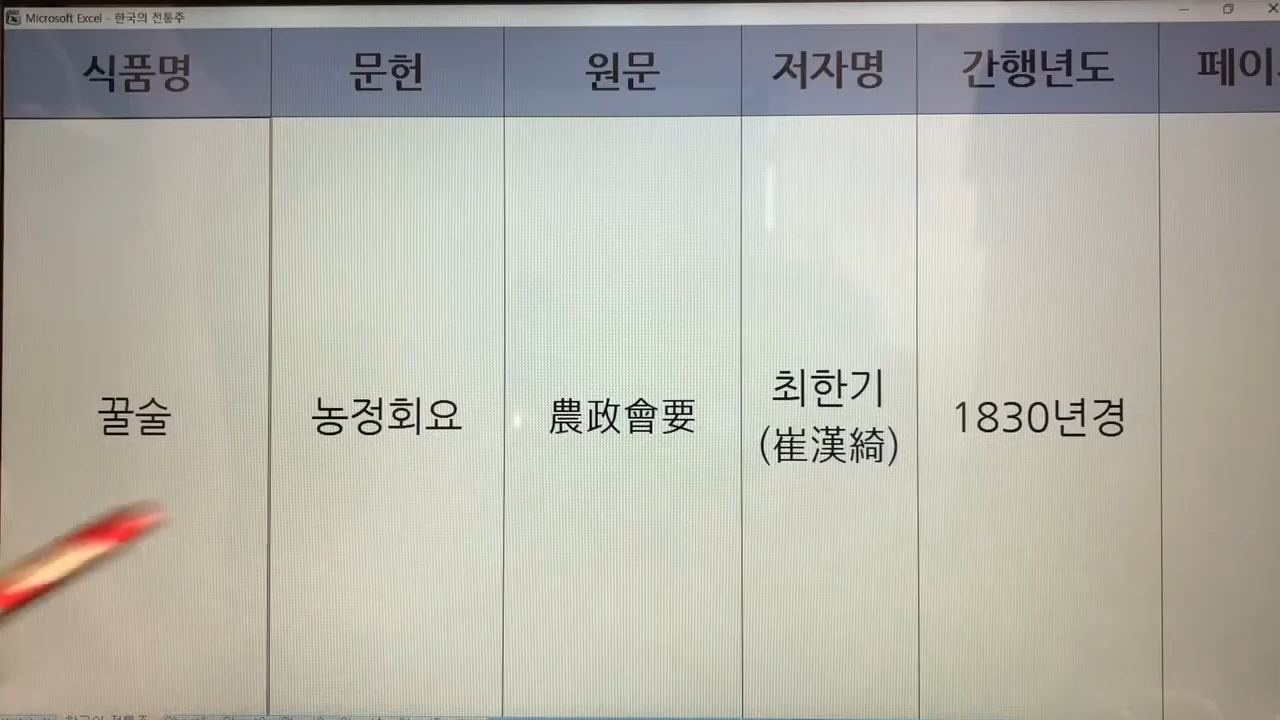 Microsoft Excel - 한국의 전통주
식품명 문헌 원문 저자명 간행년도 페이
꿀술 농정회요 農政會要 최한기 1830년경
(崔漢綺)